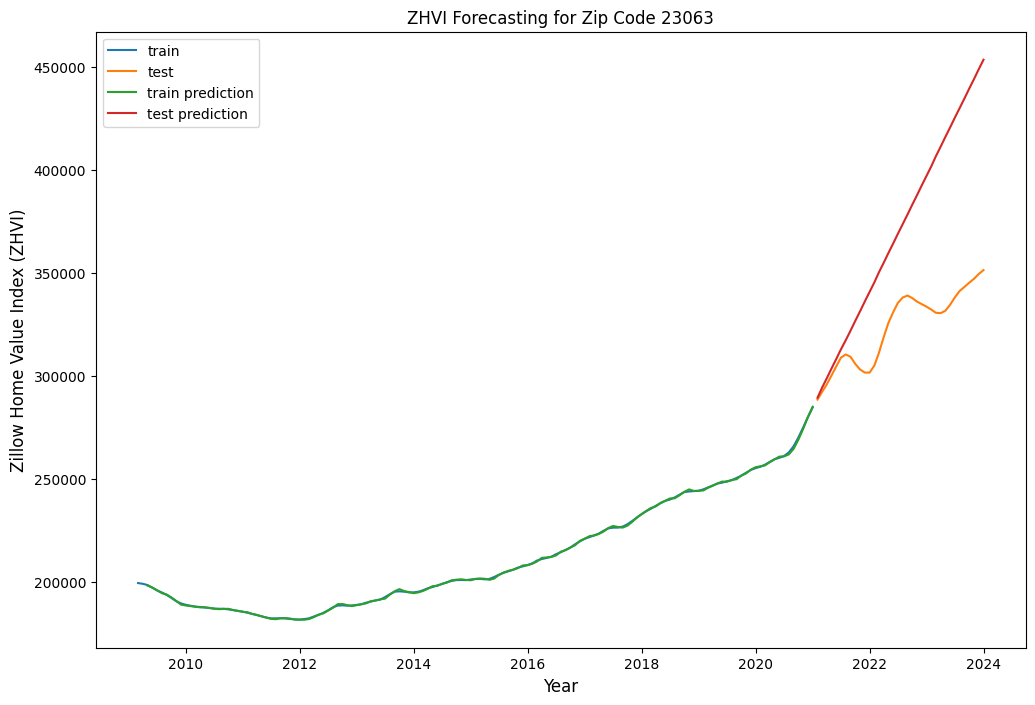 ZHVI Forecasting for Zip Code 23063
train
test
train prediction
test prediction
450000
400000
350000
300000
250000
200000
Zillow Home Value Index (ZHVI)
2010
2012
2014
2016
2018
2020
2022
2024
Year